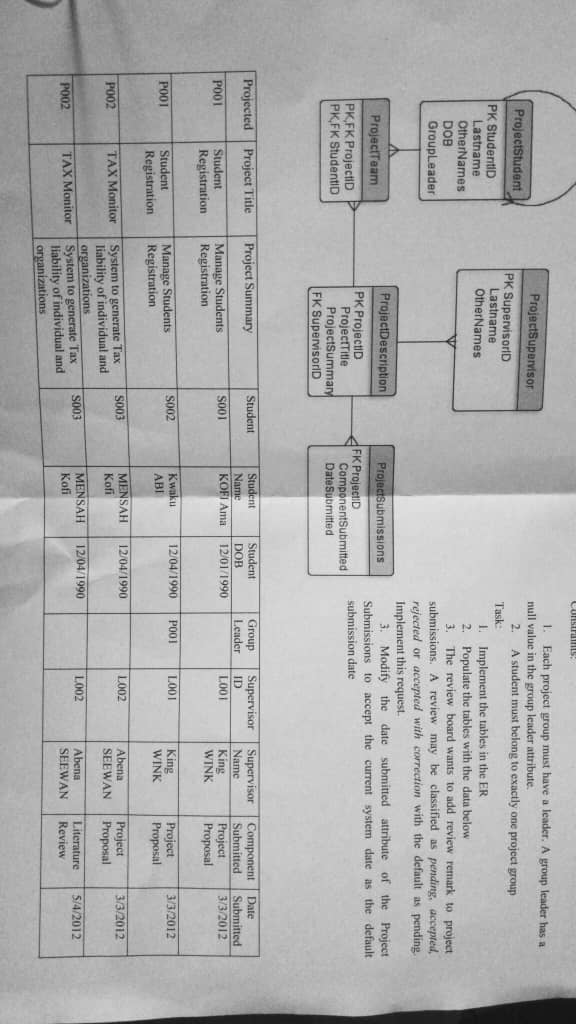 Constraints:
1. Each project group must have a leader. A group leader has a
null value in the group leader attribute.
2. A student must belong to exactly one project group
Task:
1. Implement the tables in the ER
2. Populate the tables with the data below
3. The review board wants to add review remark to project
submissions. A review may be classified as pending, accepted,
rejected or accepted with correction with the default as pending.
Implement this request.
3. Modify the date submitted attribute of the Project
Submissions to accept the current system date as the default
submission date
ProjectStudent
PK StudentID
Lastname
OtherNames
DOB
GroupLeader
ProjectSupervisor
PK SupervisorID
Lastname
OtherNames
ProjectTeam
PK,FK ProjectID
PK,FK StudentID
ProjectDescription
PK ProjectID
ProjectTitle
ProjectSummary
FK SupervisorID
ProjectSubmissions
FK ProjectID
ComponentSubmitted
DateSubmitted
Projected Project Title Project Summary Student Student Student Group Supervisor Supervisor Component Date
Name DOB Leader ID Name Submitted Submitted
P001 Student Manage Students S001 KOFI Ama 12/01/1990 L001 King Project 3/3/2012
Registration Registration WINK Proposal
P001 Student Manage Students S002 Kwaku 12/04/1990 P001 L001 King Project 3/3/2012
Registration Registration ABI WINK Proposal
P002 TAX Monitor System to generate Tax S003 MENSAH 12/04/1990 L002 Abena Project 3/3/2012
liability of individual and Kofi SEEWAN Proposal
organizations
P002 TAX Monitor System to generate Tax S003 MENSAH 12/04/1990 L002 Abena Literature 5/4/2012
liability of individual and Kofi SEEWAN Review
organizations